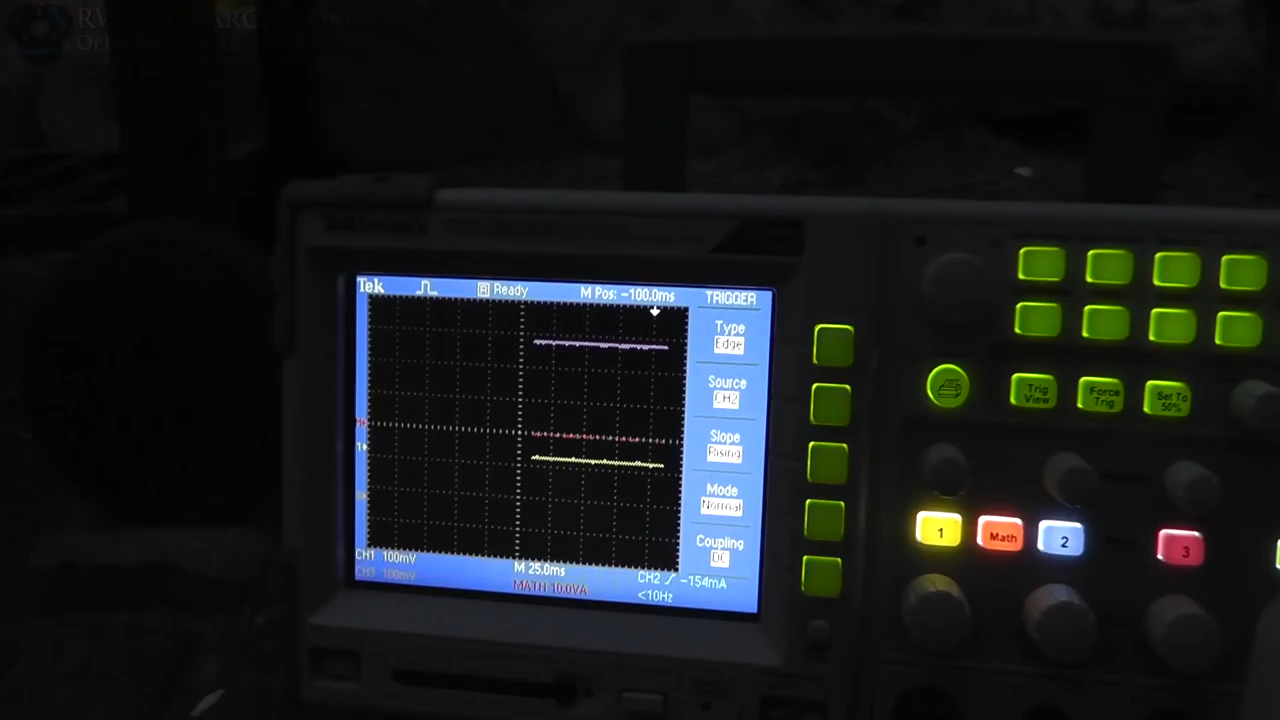 Tek
R Ready
M Pos: -100.0ms
TRIGGER
Type
Edge
Source
CH2
Slope
Rising
Mode
Normal
Coupling
DC
1
CH1 100mV
CH3 100mV
M 25.0ms
MATH 10.0VA
CH2
-154mA
<10Hz
Trig
View
Force
Trig
Set To
50%
1
Math
2
3